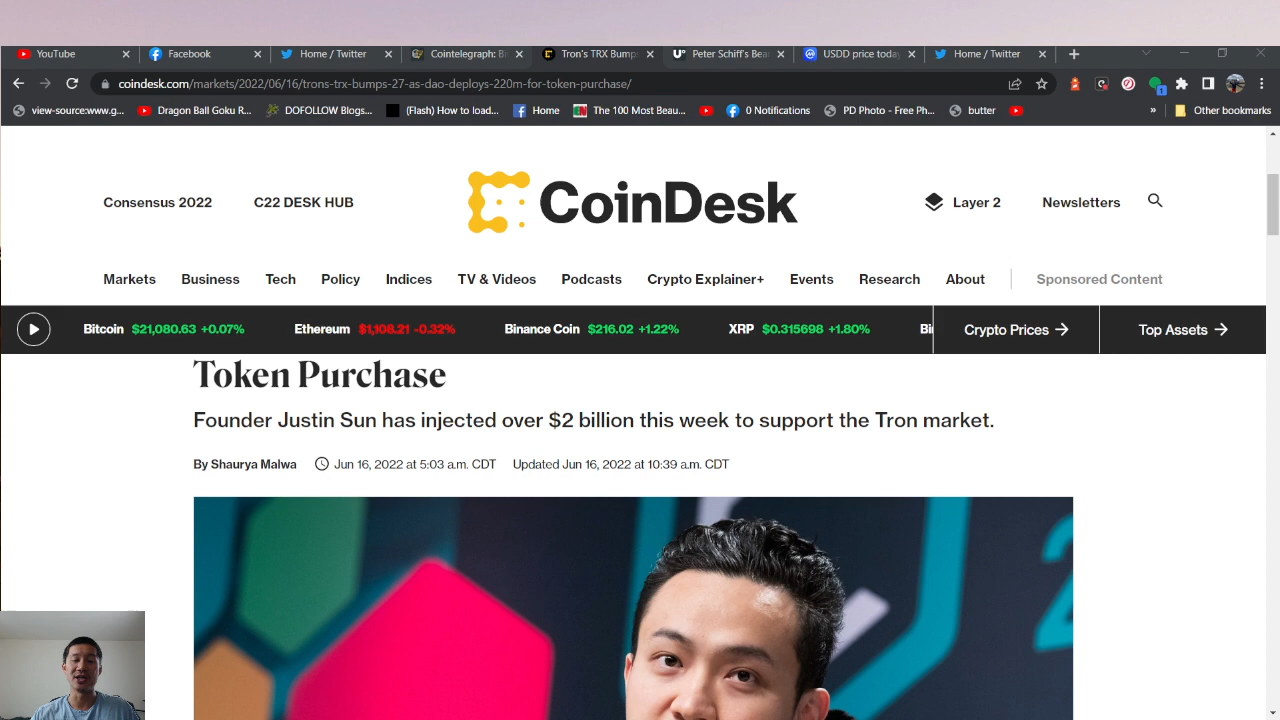 YouTube
Facebook
Home / Twitter
Cointelegraph: Bi
Tron's TRX Bumps
Peter Schiff's Bea
USDD price today
Home / Twitter
coindesk.com/markets/2022/06/16/trons-trx-bumps-27-as-dao-deploys-220m-for-token-purchase/
view-source:www.g...
Dragon Ball Goku R...
DOFOLLOW Blogs...
(Flash) How to load...
Home
The 100 Most Beau...
0 Notifications
PD Photo - Free Ph...
butter
»
Other bookmarks
Consensus 2022
C22 DESK HUB
CoinDesk
Layer 2
Newsletters
Markets
Business
Tech
Policy
Indices
TV & Videos
Podcasts
Crypto Explainer+
Events
Research
About
Sponsored Content
Bitcoin $21,080.63 +0.07%
Ethereum $1,108.21 -0.32%
Binance Coin $216.02 +1.22%
XRP $0.315698 +1.80%
Bi
Crypto Prices →
Top Assets →
Token Purchase
Founder Justin Sun has injected over $2 billion this week to support the Tron market.
By Shaurya Malwa
Jun 16, 2022 at 5:03 a.m. CDT
Updated Jun 16, 2022 at 10:39 a.m. CDT